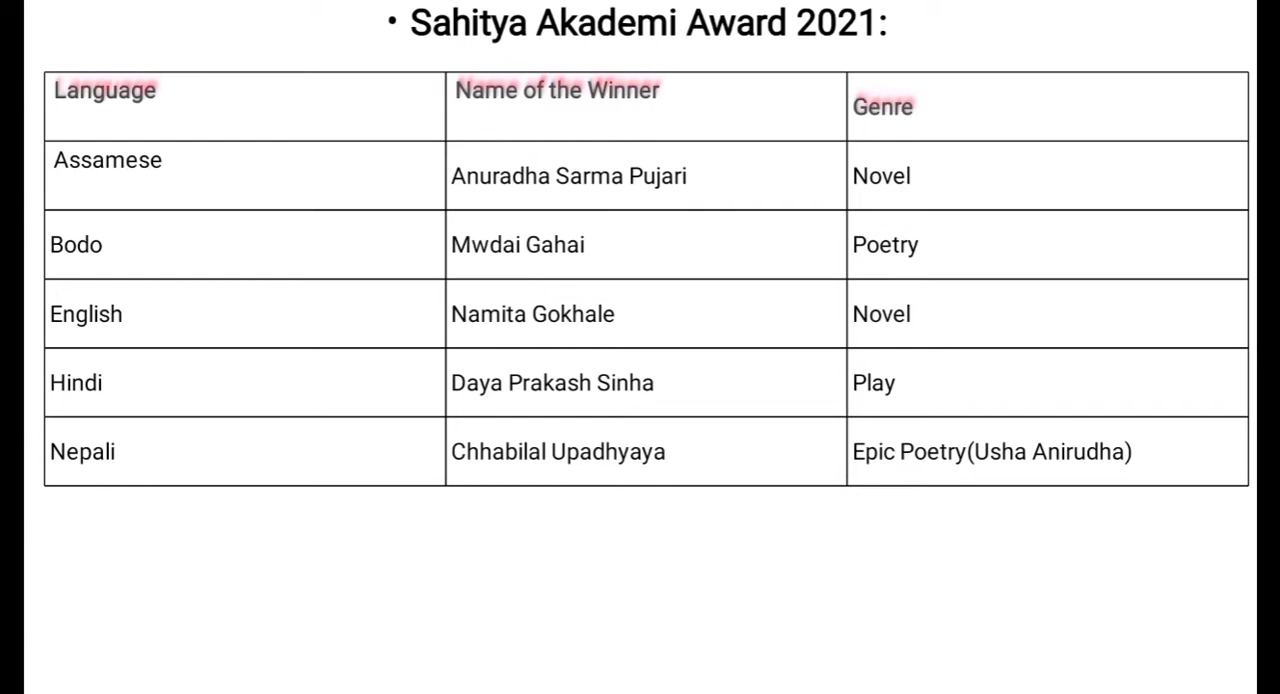 • Sahitya Akademi Award 2021:
Language Name of the Winner Genre
Assamese Anuradha Sarma Pujari Novel
Bodo Mwdai Gahai Poetry
English Namita Gokhale Novel
Hindi Daya Prakash Sinha Play
Nepali Chhabilal Upadhyaya Epic Poetry(Usha Anirudha)